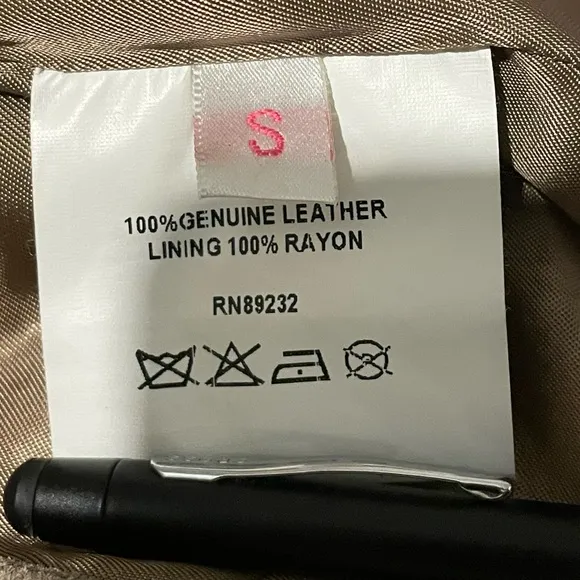 S
100%GENUINE LEATHER
LINING 100% RAYON
RN89232